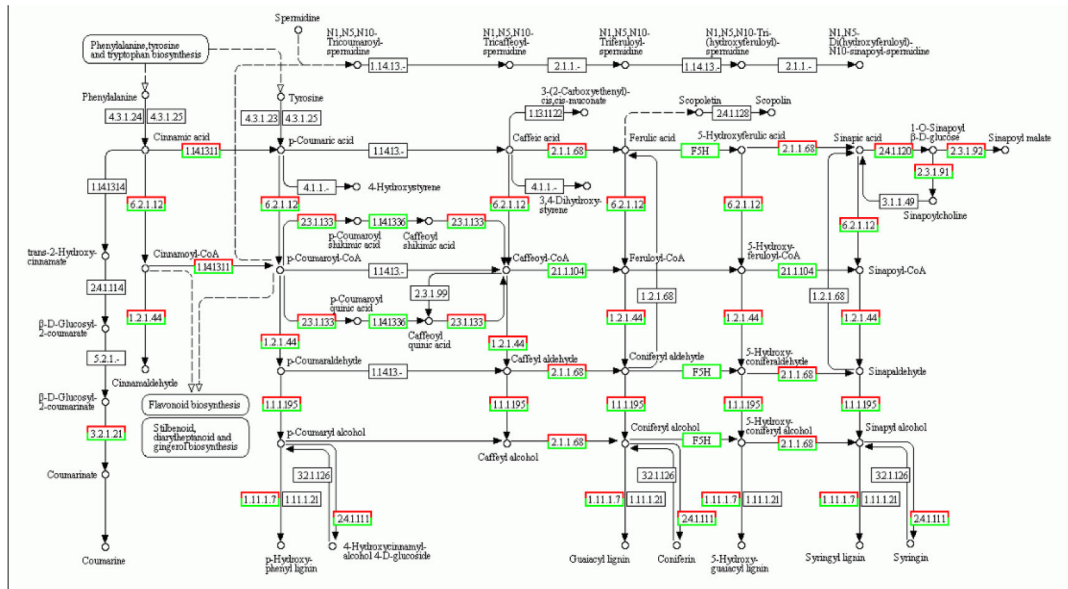 Spermidine
Phenylalanine,tyrosine
and tryptophan biosynthesis
N1,N5,N10-
Tricoumaroyl-
spermidine
N1,N5,N10-
Tricaffeoyl-
spermidine
N1,N5,N10-
Triferuloyl-
spermidine
N1,N5,N10-Tri-
(hydroxyferuloyl)-
spermidine
N1,N5-
Di(hydroxyferuloyl)-
N10-sinapoyl-spermidine
1.14.13.-
2.1.1.-
1.14.13.-
2.1.1.-
Phenylalanine
Tyrosine
3-(2-Carboxyethenyl)-
cis,cis-muconate
Scopoletin
Scopolin
4.3.1.24
4.3.1.25
4.3.1.23
4.3.1.25
1.13.11.22
2.4.1.128
Cinnamic acid
p-Coumaric acid
Caffeic acid
Ferulic acid
5-Hydroxyferulic acid
Sinapic acid
1-O-Sinapoyl
β-D-glucose
Sinapoyl malate
1.14.1311
1.14.13.-
2.1.1.68
F5H
2.1.1.68
2.4.1.120
2.3.1.92
2.3.1.91
1.14.1314
4.1.1.-
4-Hydroxystyrene
4.1.1.-
3,4-Dihydroxy-
styrene
3.1.1.49
Sinapoylcholine
6.2.1.12
6.2.1.12
6.2.1.12
6.2.1.12
6.2.1.12
6.2.1.12
2.3.1.133
1.14.1336
2.3.1.133
p-Coumaroyl
shikimic acid
Caffeoyl
shikimic acid
trans-2-Hydroxy-
cinnamate
Cinnamoyl-CoA
p-Coumaroyl-CoA
Caffeoyl-CoA
Feruloyl-CoA
5-Hydroxy-
feruloyl-CoA
Sinapoyl-CoA
1.14.1311
1.14.13.-
2.1.1.104
2.1.1.104
2.4.1.114
2.3.1.99
1.2.1.68
1.2.1.68
p-Coumaroyl
quinic acid
Caffeoyl
quinic acid
β-D-Glucosyl-
2-coumarate
1.2.1.44
2.3.1.133
1.14.1336
2.3.1.133
1.2.1.44
1.2.1.44
1.2.1.44
1.2.1.44
1.2.1.44
5.2.1.-
Cinnamaldehyde
p-Coumaraldehyde
Caffeyl aldehyde
Coniferyl aldehyde
5-Hydroxy-
coniferaldehyde
Sinapaldehyde
1.14.13.-
2.1.1.68
F5H
2.1.1.68
β-D-Glucosyl-
2-coumarinate
Flavonoid biosynthesis
Stilbenoid,
diarylheptanoid and
gingerol biosynthesis
1.1.1.195
1.1.1.195
1.1.1.195
1.1.1.195
1.1.1.195
3.2.1.21
p-Coumaryl alcohol
Caffeyl alcohol
Coniferyl alcohol
5-Hydroxy-
coniferyl alcohol
Sinapyl alcohol
2.1.1.68
F5H
2.1.1.68
Coumarinate
3.2.1.126
3.2.1.126
3.2.1.126
1.11.1.7
1.11.1.21
1.11.1.7
1.11.1.21
1.11.1.7
1.11.1.21
1.11.1.7
1.11.1.21
2.4.1.111
2.4.1.111
2.4.1.111
Coumarine
p-Hydroxy-
phenyl lignin
4-Hydroxycinnamyl-
alcohol 4-D-glucoside
Guaiacyl lignin
Coniferin
5-Hydroxy-
guaiacyl lignin
Syringyl lignin
Syringin